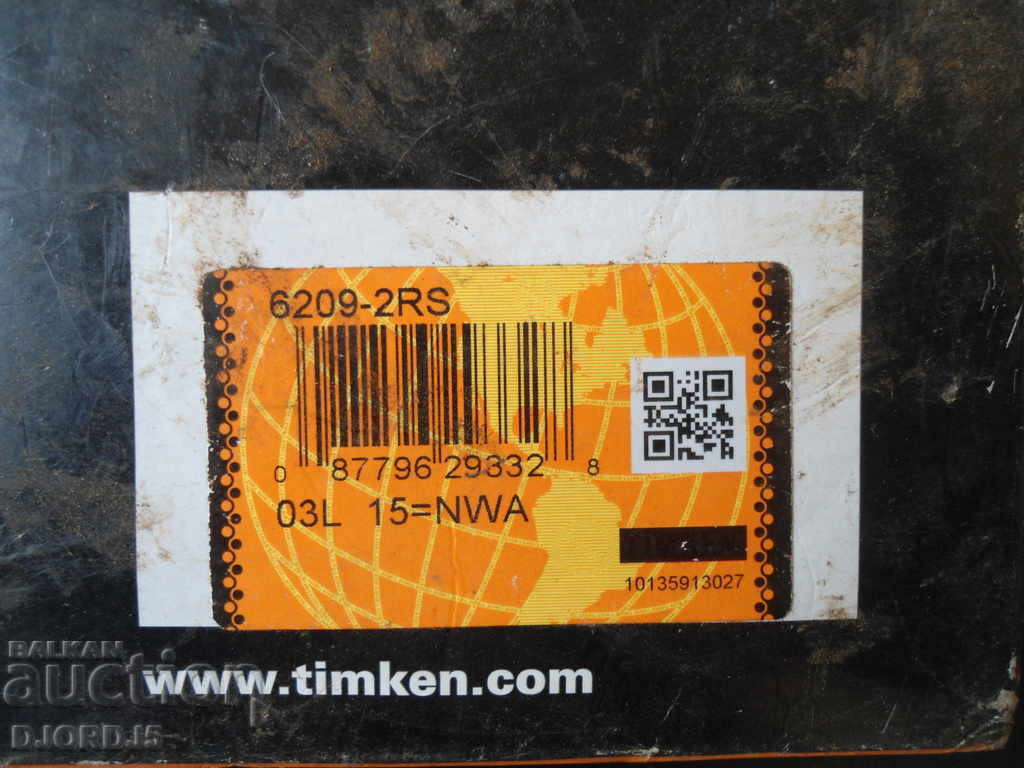 6209-2RS
0 87796 29332 8
03L 15=NWA
10135913027
www.timken.com
BALKAN
auction
DJORDJ5